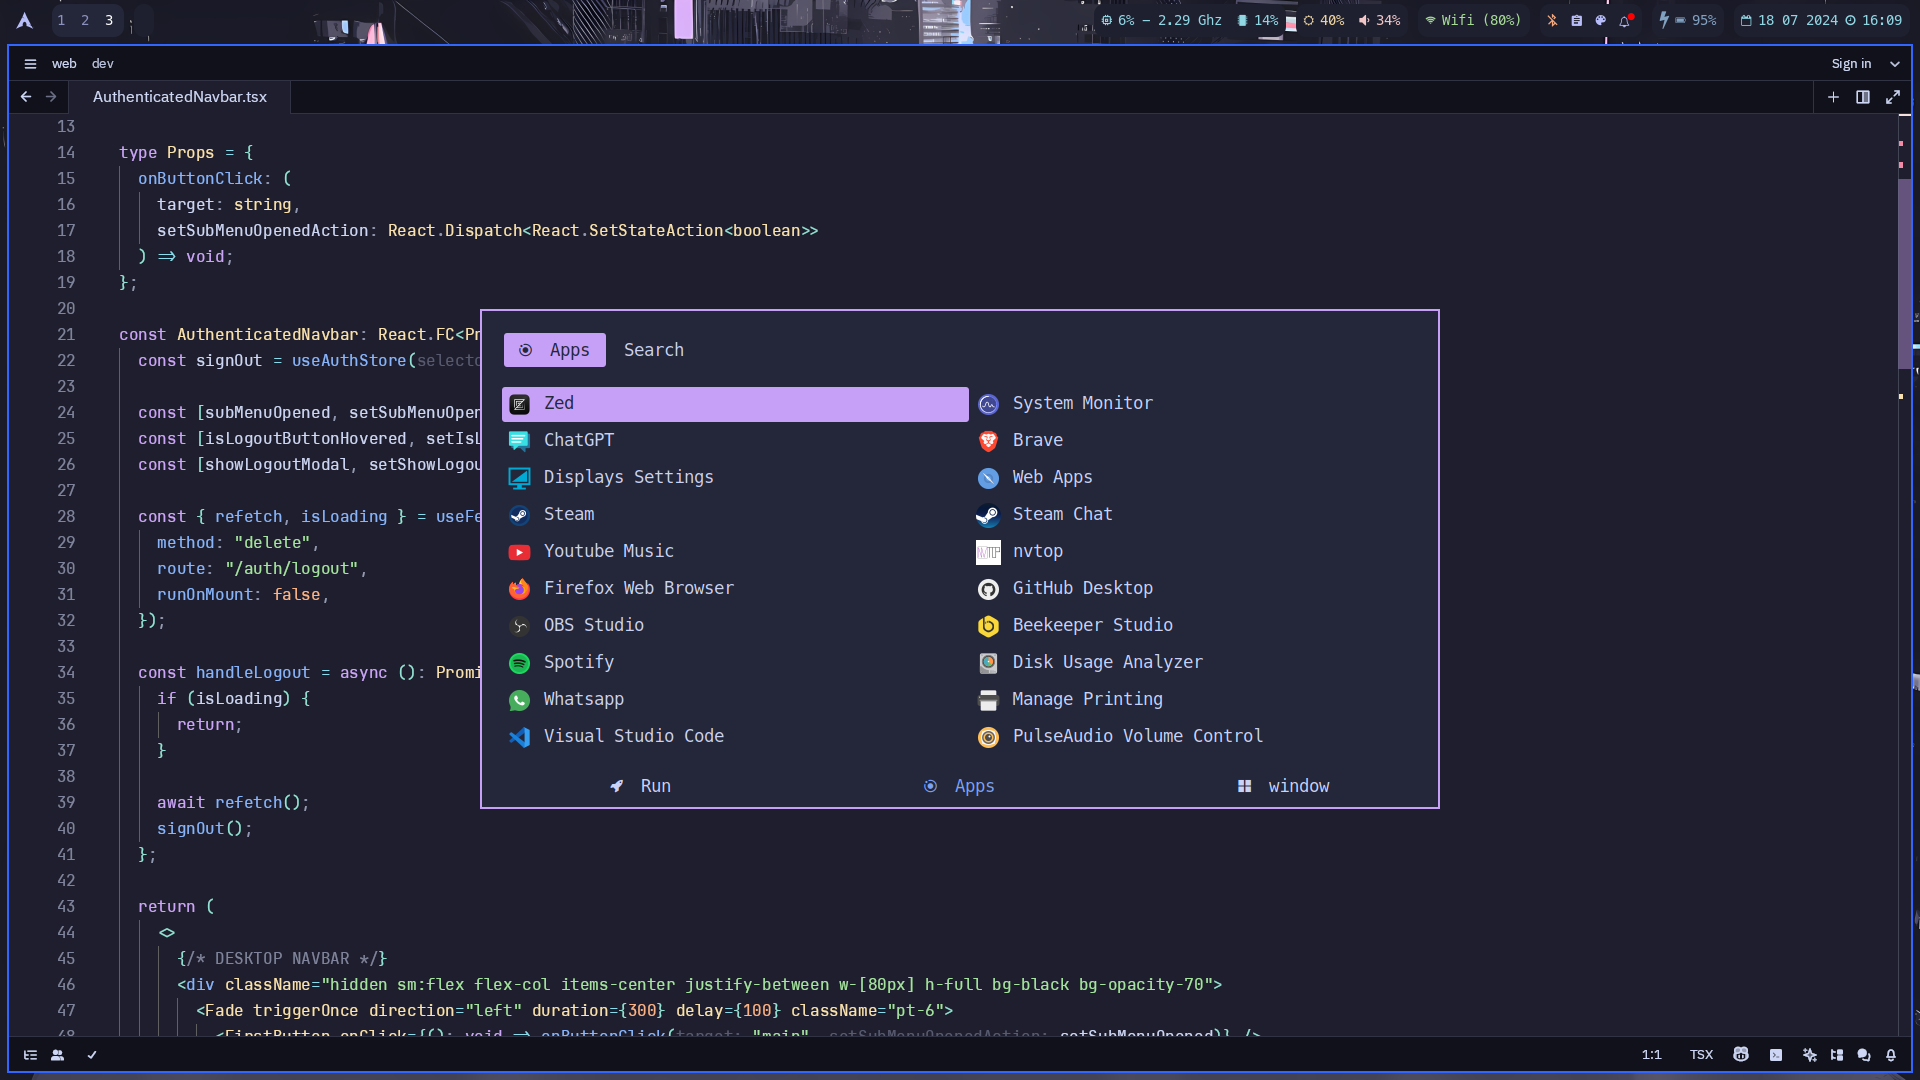 1 2 3 6% – 2.29 Ghz 14% 40% 34% Wifi (80%) 95% 18 07 2024 16:09
web dev Sign in
AuthenticatedNavbar.tsx
13
14 type Props = {
15 onButtonClick: (
16 target: string,
17 setSubMenuOpenedAction: React.Dispatch<React.SetStateAction<boolean>>
18 ) => void;
19 };
20
21 const AuthenticatedNavbar: React.FC<Pr
22 const signOut = useAuthStore(selecto
23
24 const [subMenuOpened, setSubMenuOpen
25 const [isLogoutButtonHovered, setIsL
26 const [showLogoutModal, setShowLogou
27
28 const { refetch, isLoading } = useFe
29 method: "delete",
30 route: "/auth/logout",
31 runOnMount: false,
32 });
33
34 const handleLogout = async (): Promi
35 if (isLoading) {
36 return;
37 }
38
39 await refetch();
40 signOut();
41 };
42
43 return (
44 <>
45 {/* DESKTOP NAVBAR */}
46 <div className="hidden sm:flex flex-col items-center justify-between w-[80px] h-full bg-black bg-opacity-70">
47 <Fade triggerOnce direction="left" duration={300} delay={100} className="pt-6">
48 <FirstButton onClick={(): void => onButtonClick(target: "main", setSubMenuOpenedAction: setSubMenuOpened)} />
Apps Search
Zed System Monitor
ChatGPT Brave
Displays Settings Web Apps
Steam Steam Chat
Youtube Music nvtop
Firefox Web Browser GitHub Desktop
OBS Studio Beekeeper Studio
Spotify Disk Usage Analyzer
Whatsapp Manage Printing
Visual Studio Code PulseAudio Volume Control
Run Apps window
1:1 TSX